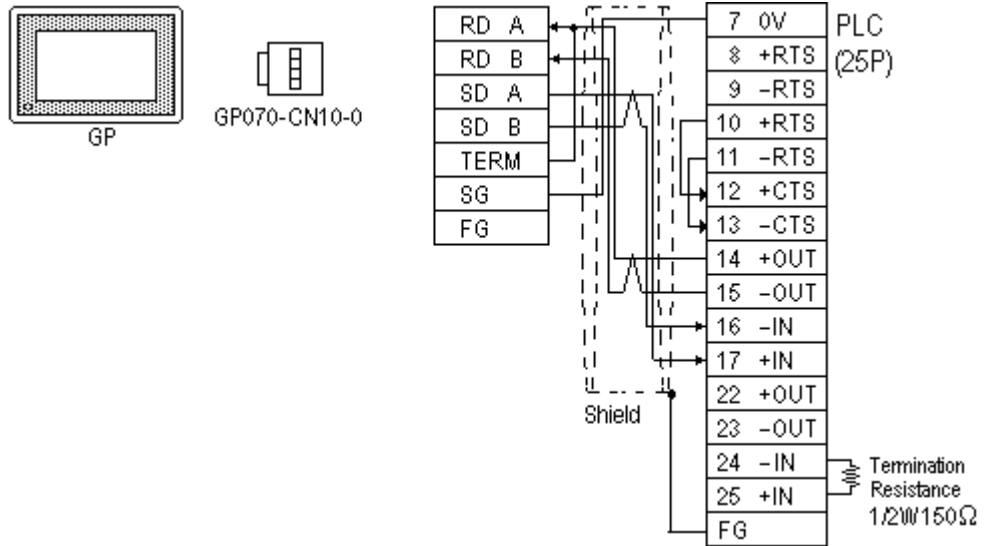 GP
GP070-CN10-0
RD A
RD B
SD A
SD B
TERM
SG
FG
Shield
7 0V
8 +RTS
9 -RTS
10 +RTS
11 -RTS
12 +CTS
13 -CTS
14 +OUT
15 -OUT
16 -IN
17 +IN
22 +OUT
23 -OUT
24 -IN
25 +IN
FG
PLC
(25P)
Termination
Resistance
1/2W150Ω